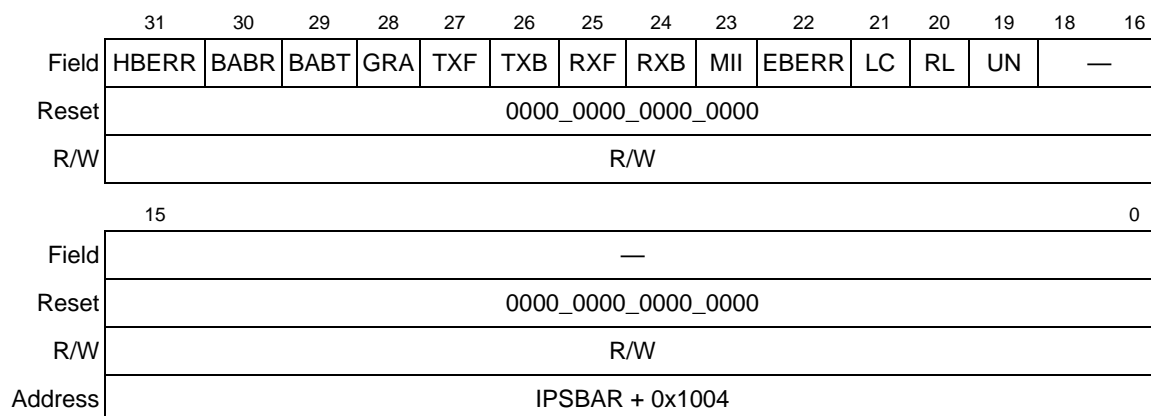 31 30 29 28 27 26 25 24 23 22 21 20 19 18 16
Field HBERR BABR BABT GRA TXF TXB RXF RXB MII EBERR LC RL UN —
Reset 0000_0000_0000_0000
R/W R/W
15 0
Field —
Reset 0000_0000_0000_0000
R/W R/W
Address IPSBAR + 0x1004